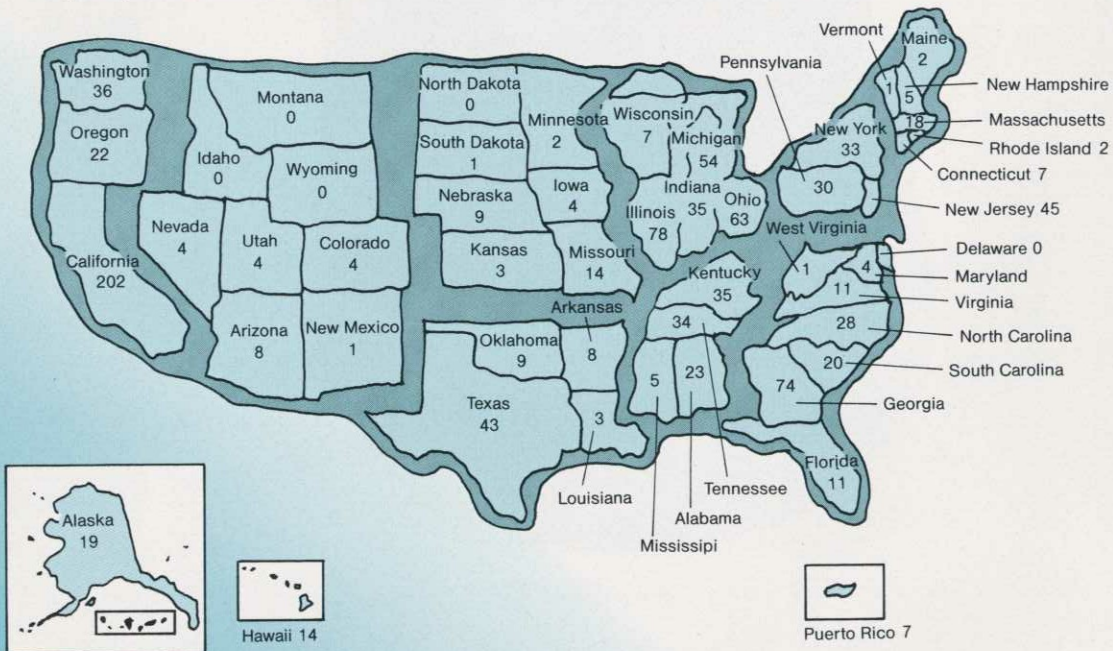 Washington
36
Oregon
22
California
202
Nevada
4
Idaho
0
Montana
0
Wyoming
0
Utah
4
Colorado
4
Arizona
8
New Mexico
1
North Dakota
0
South Dakota
1
Nebraska
9
Kansas
3
Oklahoma
9
Texas
43
Minnesota
2
Iowa
4
Missouri
14
Arkansas
8
3
Louisiana
Wisconsin
7
Michigan
54
Illinois
78
Indiana
35
Ohio
63
Kentucky
35
34
Tennessee
5
Mississipi
23
Alabama
Vermont
1
Maine
2
New Hampshire
5
Massachusetts
18
Rhode Island 2
Connecticut 7
New York
33
Pennsylvania
30
New Jersey 45
Delaware 0
4
Maryland
West Virginia
1
11
Virginia
28
North Carolina
20
South Carolina
74
Georgia
Florida
11
Alaska
19
Hawaii 14
Puerto Rico 7